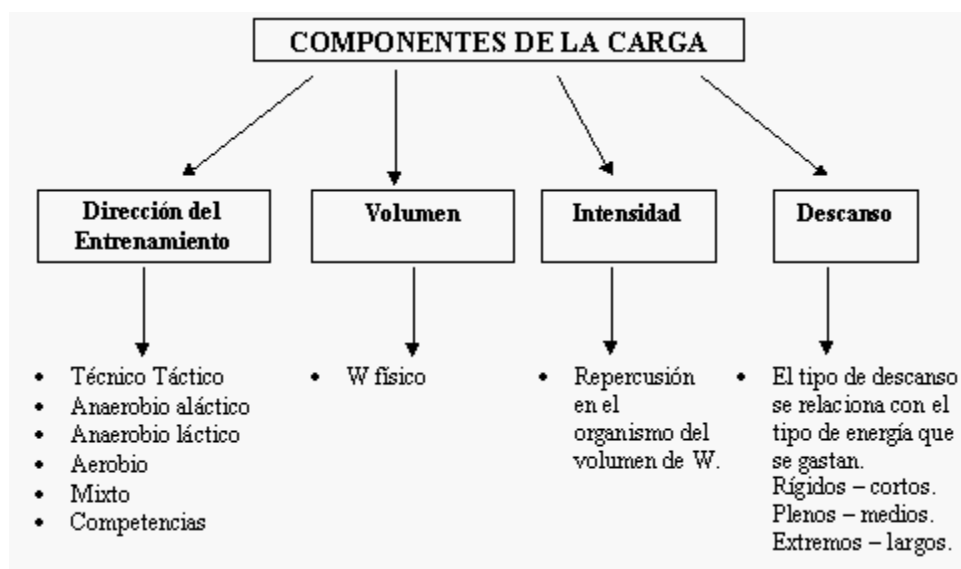 COMPONENTES DE LA CARGA
Dirección del
Entrenamiento
Volumen
Intensidad
Descanso
• Técnico Táctico
• Anaerobio aláctico
• Anaerobio láctico
• Aerobio
• Mixto
• Competencias
• W físico
• Repercusión
en el
organismo del
volumen de W.
• El tipo de descanso
se relaciona con el
tipo de energía que
se gastan.
Rígidos – cortos.
Plenos – medios.
Extremos – largos.